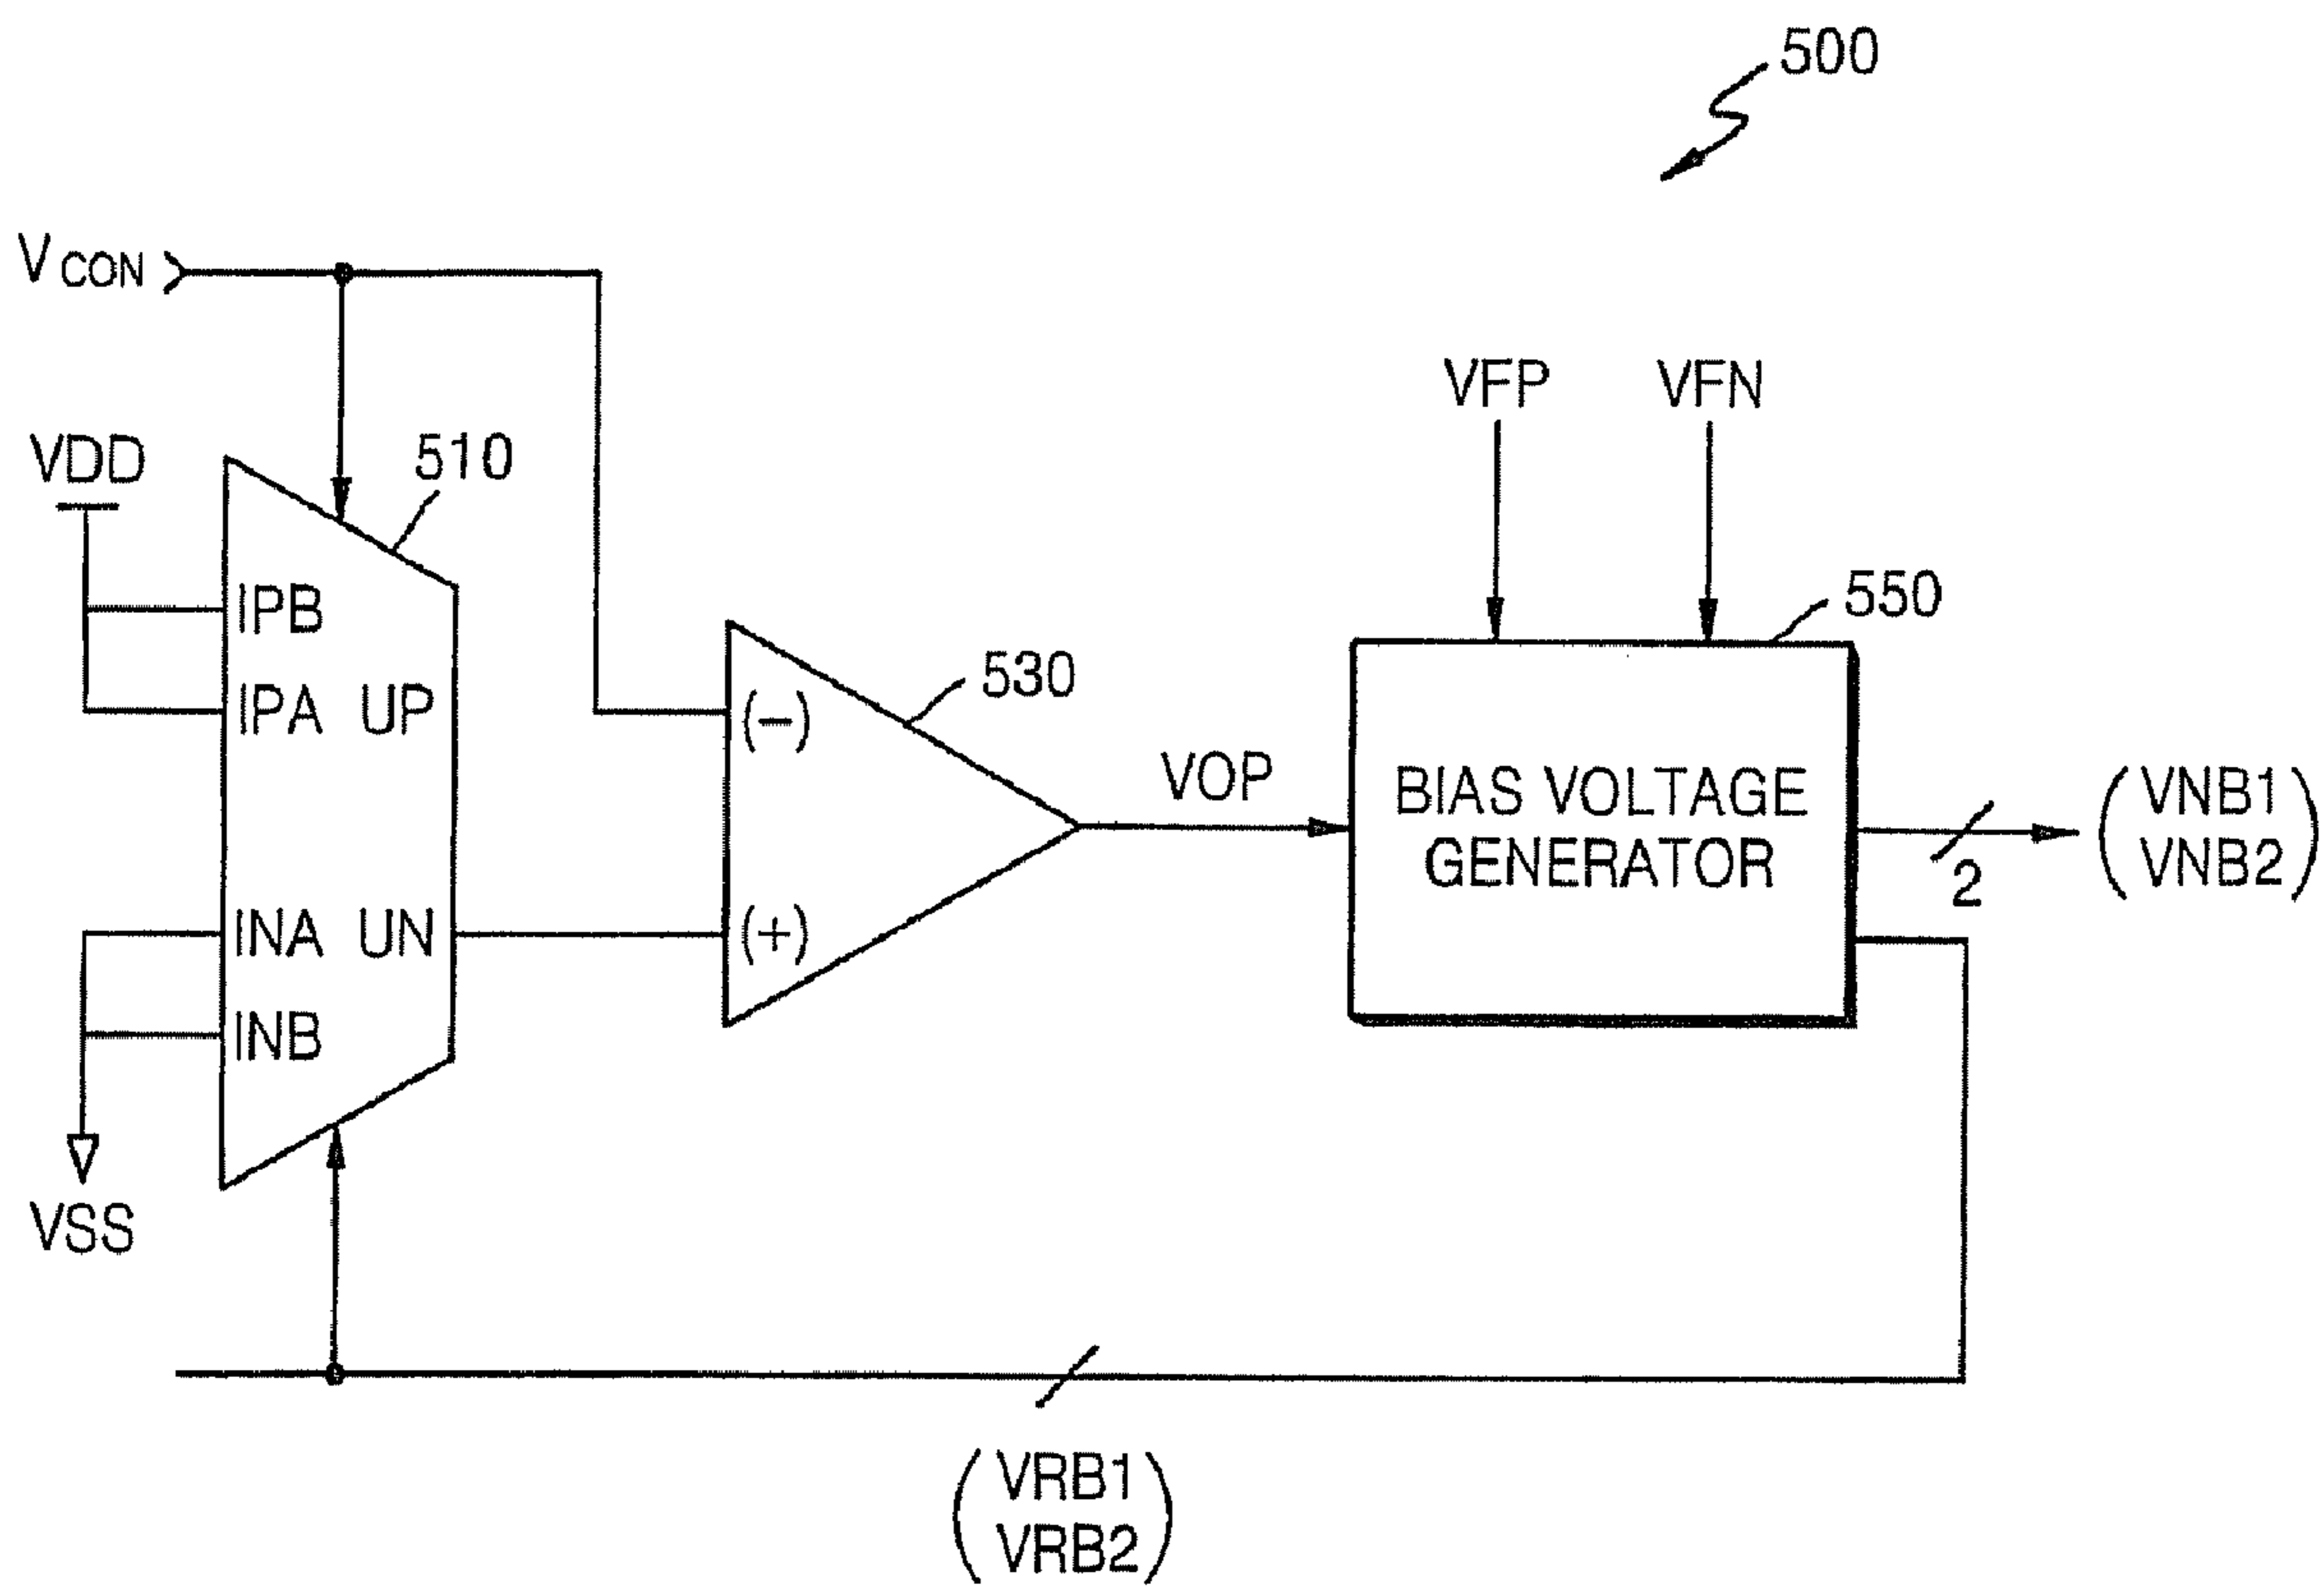 500
VCON
VFP VFN
VDD
510
550
IPB
530
IPA UP
(−)
VOP
BIAS VOLTAGE
GENERATOR
(VNB1
VNB2)
2
INA UN
(+)
INB
VSS
(VRB1
VRB2)